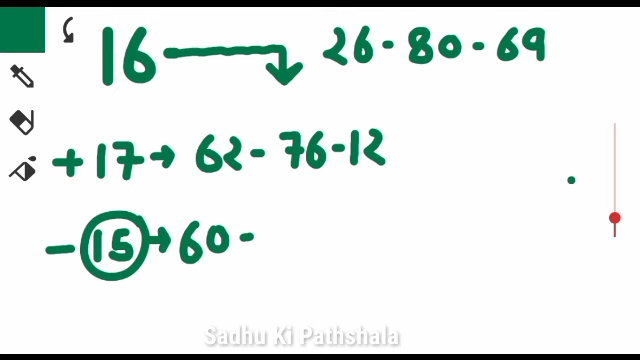 16 → 26 - 80 - 69
+ 17 → 62 - 76 - 12
- 15 → 60 -
Sadhu Ki Pathshala